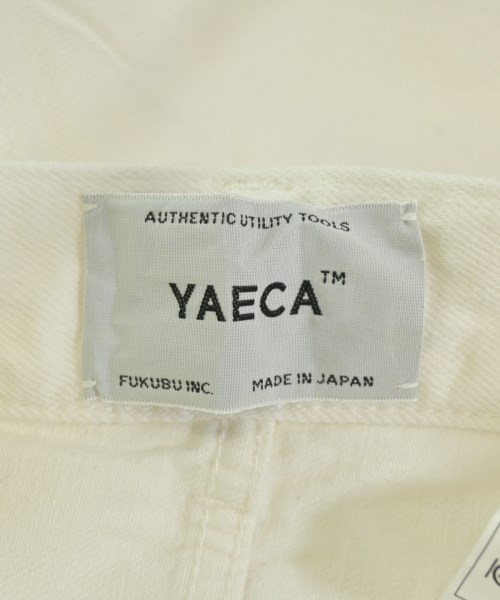 AUTHENTIC UTILITY TOOLS
YAECA™
FUKUBU INC. MADE IN JAPAN